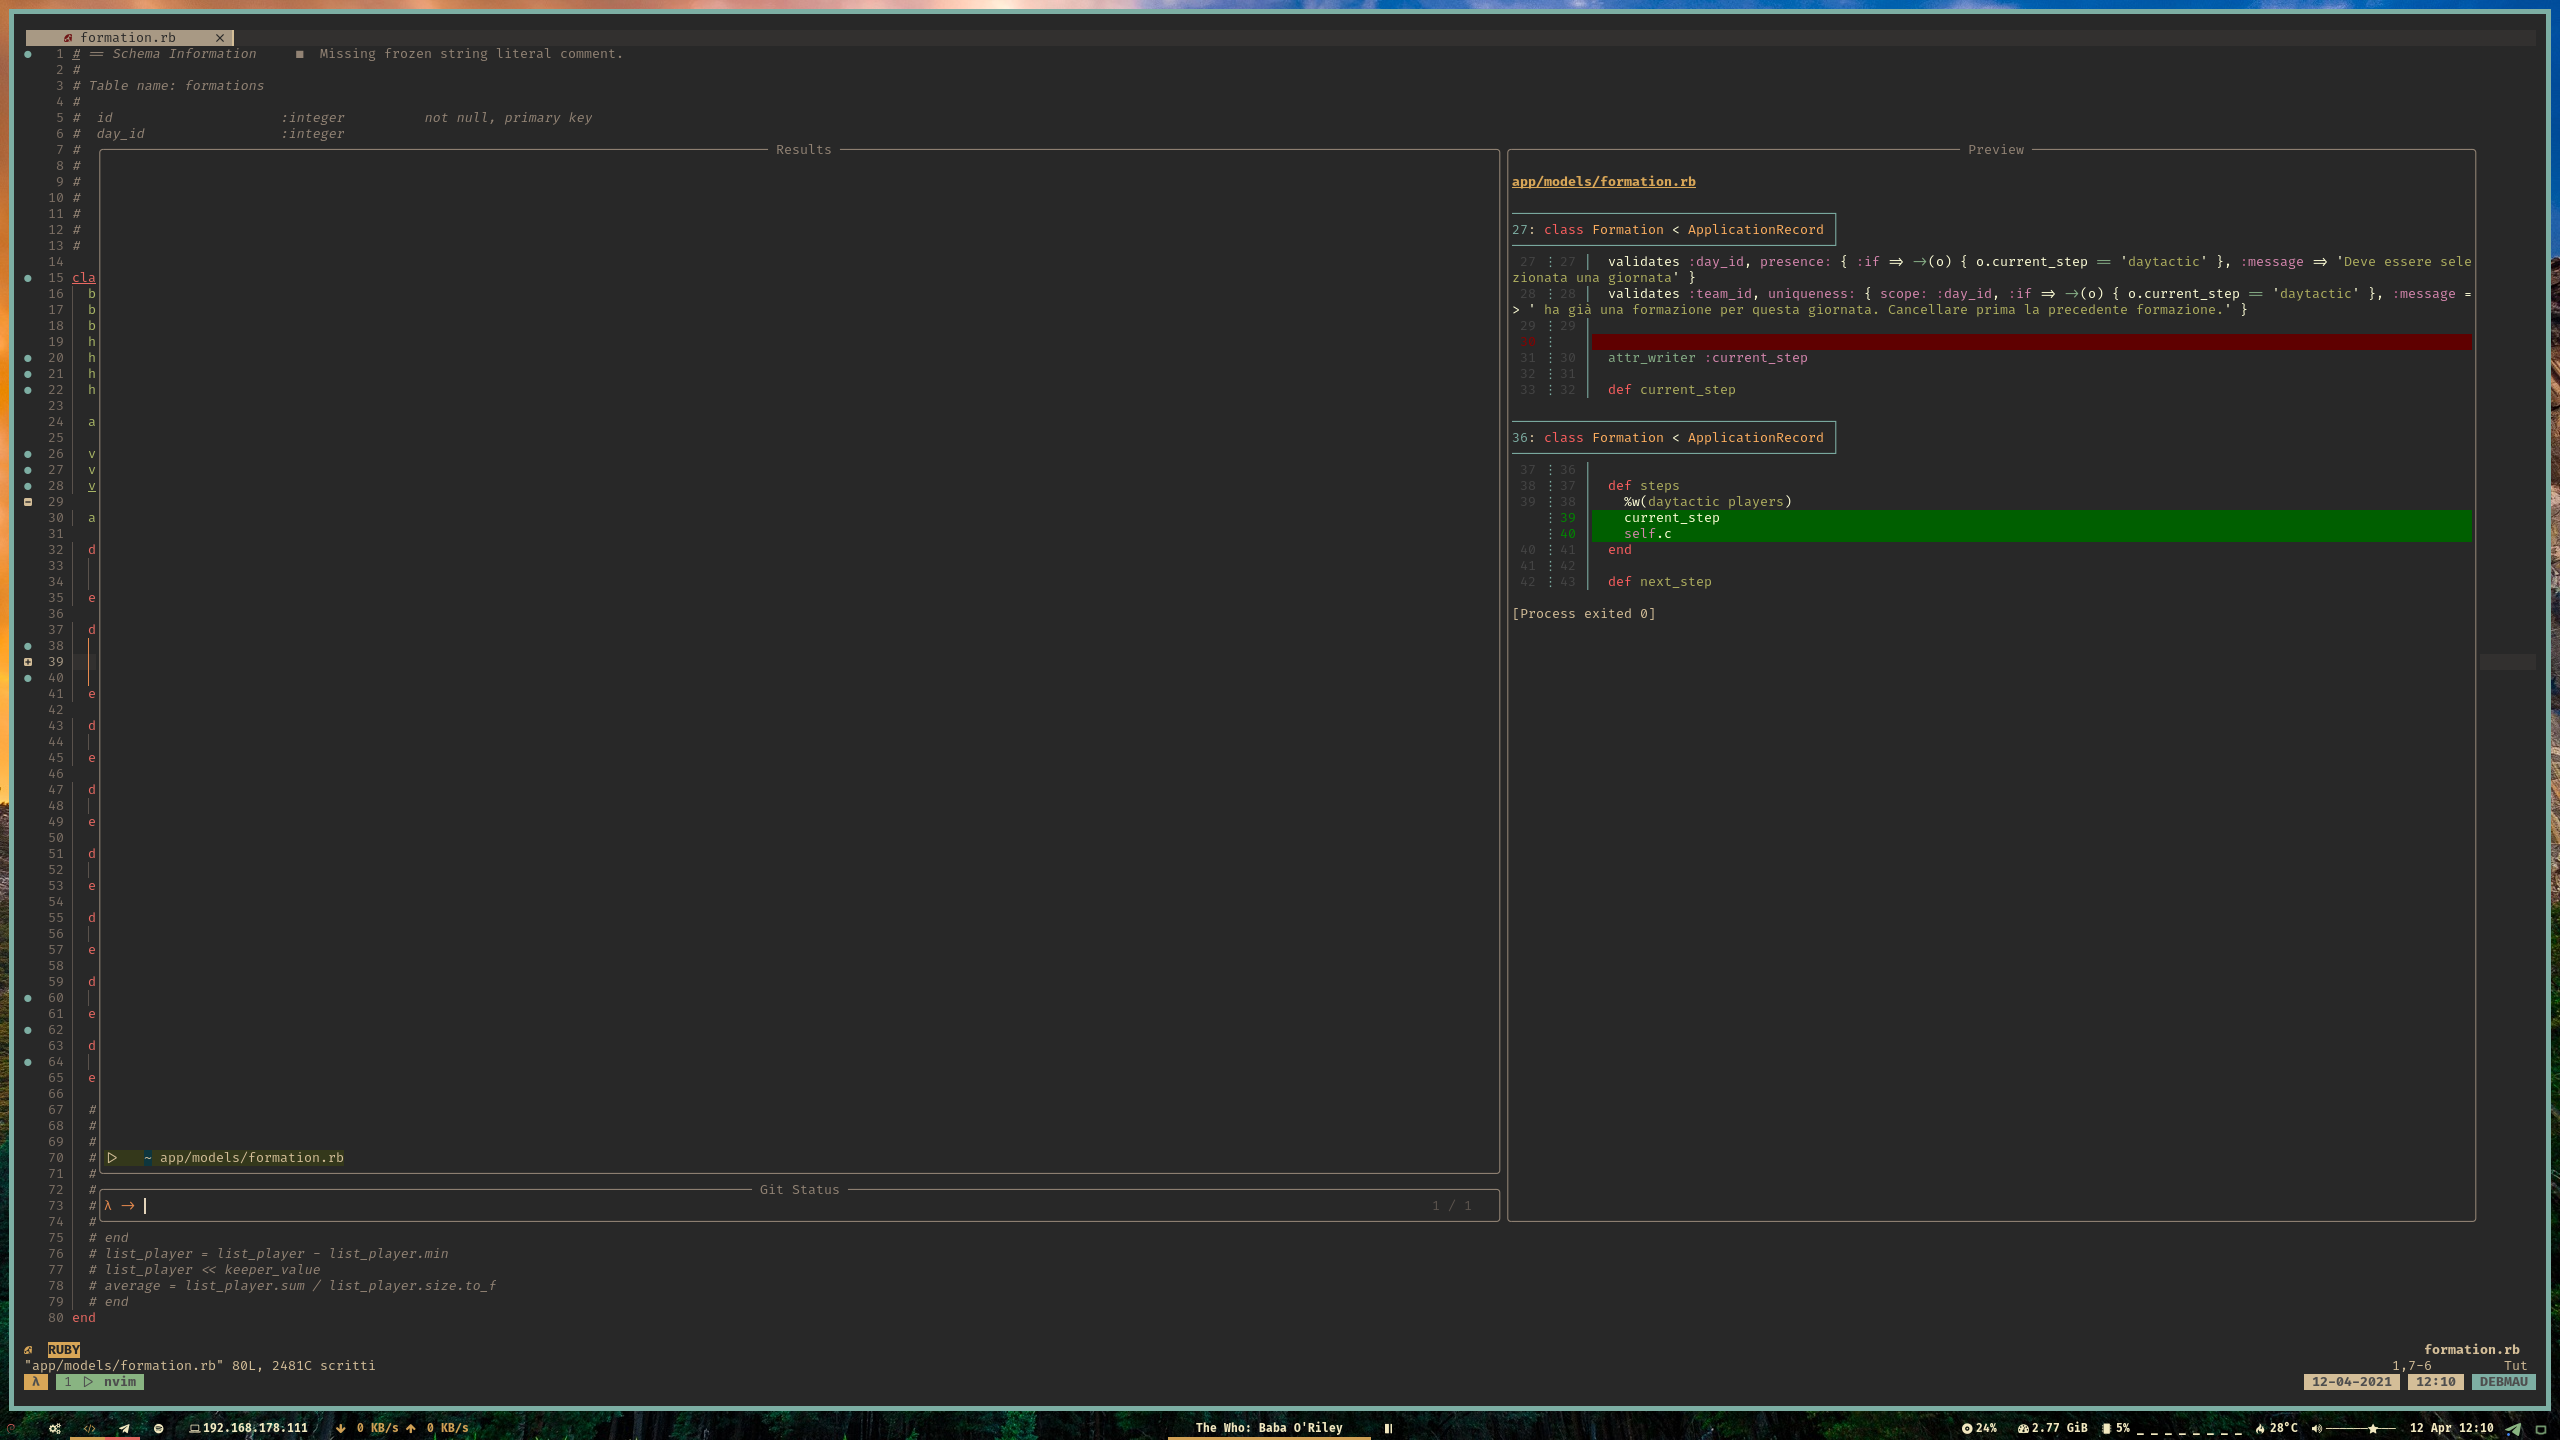 formation.rb ×
1 # == Schema Information ■ Missing frozen string literal comment.
2 #
3 # Table name: formations
4 #
5 # id :integer not null, primary key
6 # day_id :integer
7 #
8 #
9 #
10 #
11 #
12 #
13 #
14
15 cla
16 b
17 b
18 b
19 h
20 h
21 h
22 h
23
24 a
25
26 v
27 v
28 v
29
30 a
31
32 d
33
34
35 e
36
37 d
38
39
40
41 e
42
43 d
44
45 e
46
47 d
48
49 e
50
51 d
52
53 e
54
55 d
56
57 e
58
59 d
60
61 e
62
63 d
64
65 e
66
67 #
68 #
69 #
70 #
71 #
72 #
73 #
74 #
75 # end
76 # list_player = list_player - list_player.min
77 # list_player << keeper_value
78 # average = list_player.sum / list_player.size.to_f
79 # end
80 end
Results
▷ ~ app/models/formation.rb
Git Status
λ -> 1 / 1
Preview
app/models/formation.rb
27: class Formation < ApplicationRecord
27 ⋮ 27 │ validates :day_id, presence: { :if => ->(o) { o.current_step == 'daytactic' }, :message => 'Deve essere sele
zionata una giornata' }
28 ⋮ 28 │ validates :team_id, uniqueness: { scope: :day_id, :if => ->(o) { o.current_step == 'daytactic' }, :message =
> ' ha già una formazione per questa giornata. Cancellare prima la precedente formazione.' }
29 ⋮ 29 │
30 ⋮ │
31 ⋮ 30 │ attr_writer :current_step
32 ⋮ 31 │
33 ⋮ 32 │ def current_step
36: class Formation < ApplicationRecord
37 ⋮ 36 │
38 ⋮ 37 │ def steps
39 ⋮ 38 │ %w(daytactic players)
⋮ 39 │ current_step
⋮ 40 │ self.c
40 ⋮ 41 │ end
41 ⋮ 42 │
42 ⋮ 43 │ def next_step
[Process exited 0]
RUBY formation.rb
"app/models/formation.rb" 80L, 2481C scritti 1,7-6 Tut
λ 1 ▷ nvim 12-04-2021 12:10 DEBMAU
192.168.178.111 0 KB/s 0 KB/s The Who: Baba O'Riley 24% 2.77 GiB 5% 28°C 12 Apr 12:10